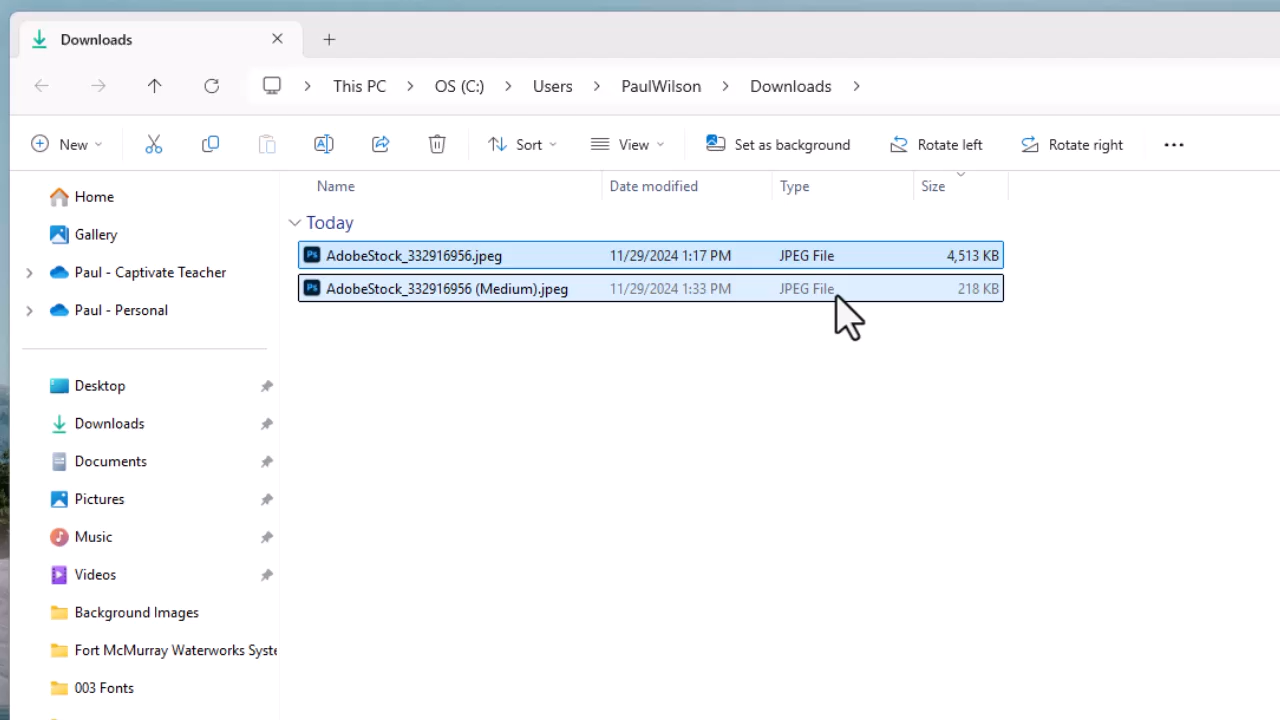 Downloads
This PC > OS (C:) > Users > PaulWilson > Downloads >
New Sort View Set as background Rotate left Rotate right
Name Date modified Type Size
Today
Ps AdobeStock_332916956.jpeg 11/29/2024 1:17 PM JPEG File 4,513 KB
Ps AdobeStock_332916956 (Medium).jpeg 11/29/2024 1:33 PM JPEG File 218 KB
Home
Gallery
Paul - Captivate Teacher
Paul - Personal
Desktop
Downloads
Documents
Pictures
Music
Videos
Background Images
Fort McMurray Waterworks Syste
003 Fonts